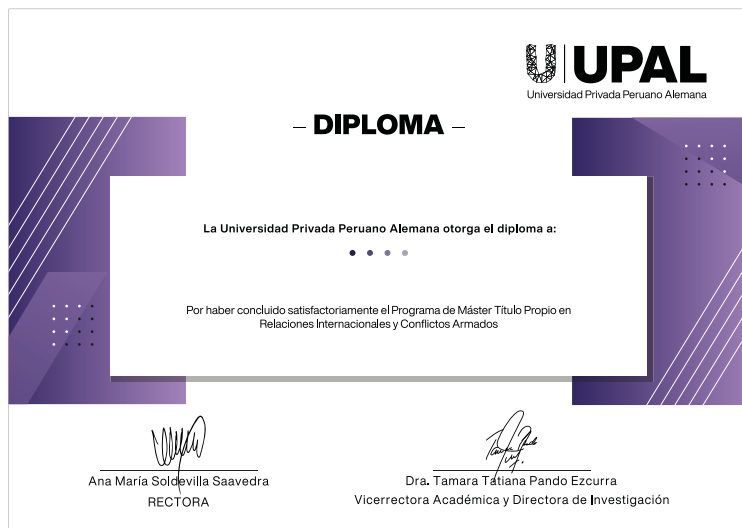 UPAL
Universidad Privada Peruano Alemana
– DIPLOMA –
La Universidad Privada Peruano Alemana otorga el diploma a:
Por haber concluido satisfactoriamente el Programa de Máster Título Propio en
Relaciones Internacionales y Conflictos Armados
Ana María Soldevilla Saavedra
RECTORA
Dra. Tamara Tatiana Pando Ezcurra
Vicerrectora Académica y Directora de Investigación